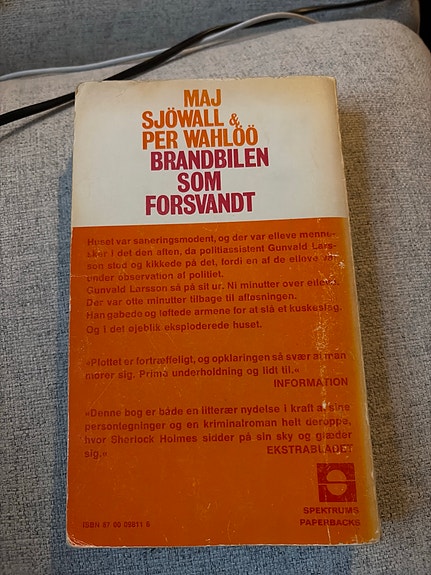 MAJ
SJÖWALL &
PER WAHLÖÖ
BRANDBILEN
SOM
FORSVANDT
Huset var saneringsmodent, og der var elleve menne-
sker i det den aften, da politiassistent Gunvald Lars-
son stod og kikkede på det, fordi en af de elleve var
under observation af politiet.
Gunvald Larsson så på sit ur. Ni minutter over elleve.
Der var otte minutter tilbage til afløsningen.
Han gabede og løftede armene for at slå et kuskeslag.
Og i det øjeblik eksploderede huset.
»Plottet er fortræffeligt, og opklaringen så svær at man
morer sig. Prima underholdning og lidt til.«
INFORMATION
»Denne bog er både en litterær nydelse i kraft af sine
personlegninger og en kriminalroman helt deroppe,
hvor Sherlock Holmes sidder på sin sky og glæder
sig.«
EKSTRABLADET
SPEKTRUMS
PAPERBACKS
ISBN 87 00